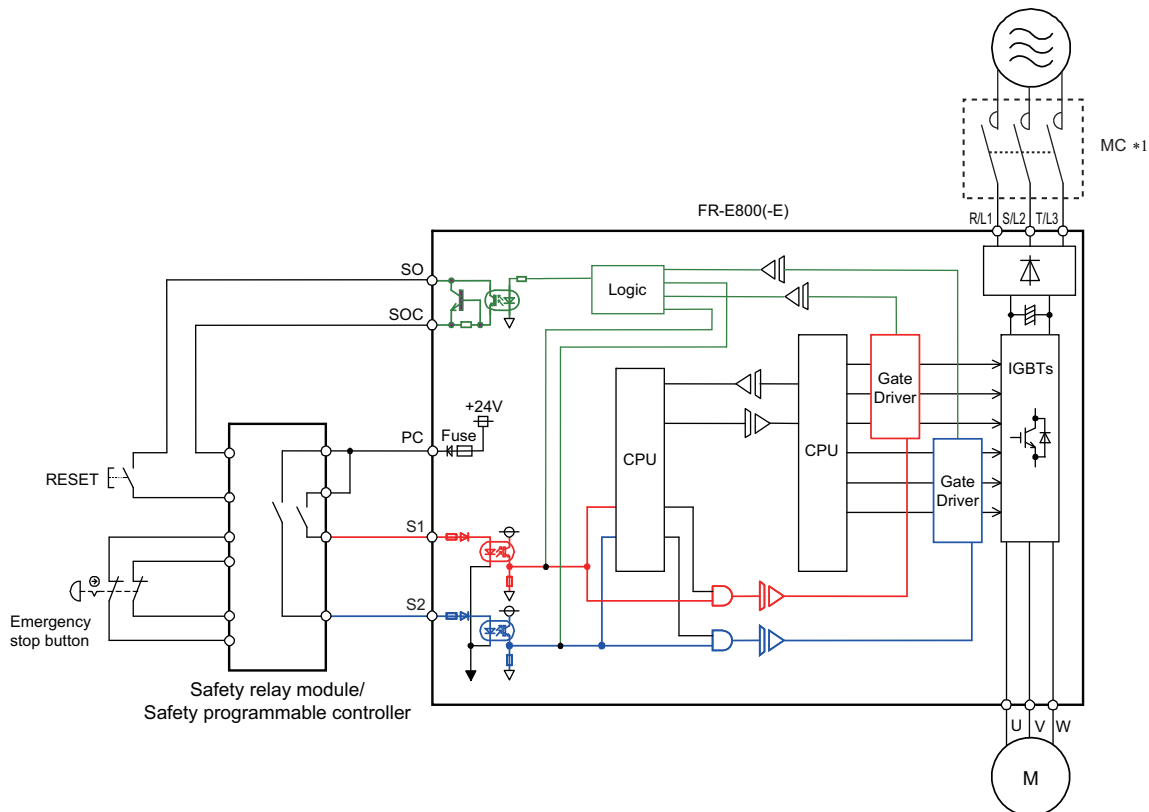 MC *1
FR-E800(-E)
R/L1 S/L2 T/L3
SO
Logic
SOC
IGBTs
Gate
Driver
+24V
PC
Fuse
CPU
CPU
Gate
Driver
RESET
S1
S2
Emergency
stop button
Safety relay module/
Safety programmable controller
U V W
M